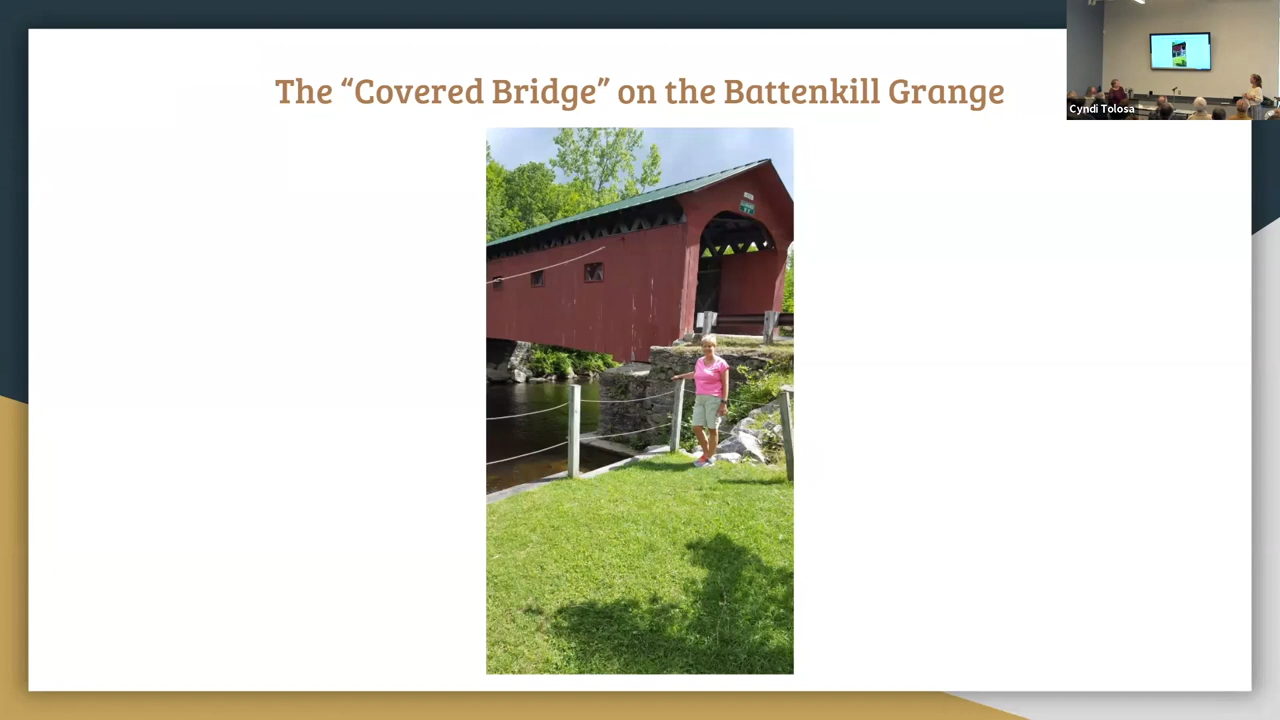 The “Covered Bridge” on the Battenkill Grange
Cyndi Tolosa